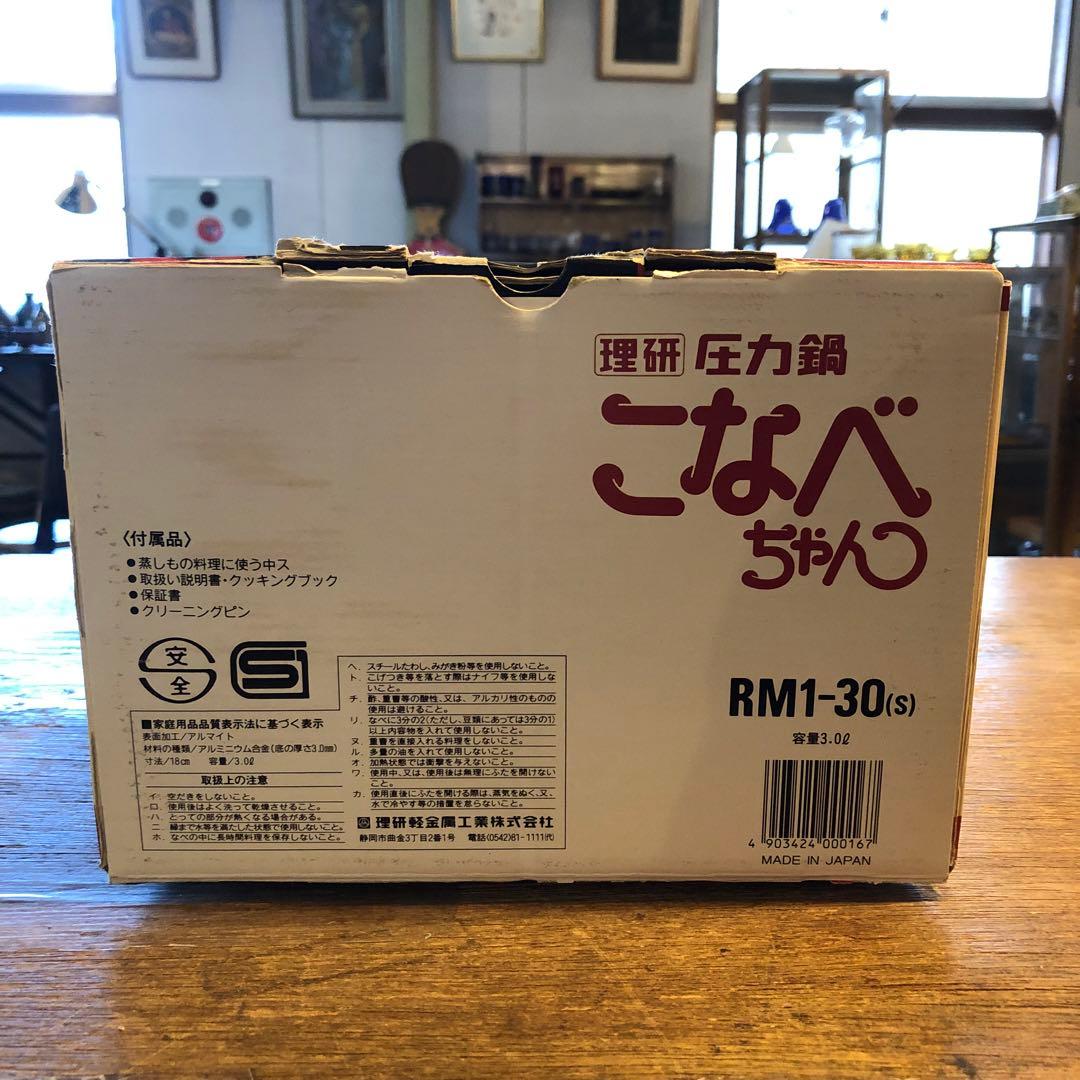 理研 圧力鍋
こなべ
ちゃん
〈付属品〉
●蒸しもの料理に使う中ス
●取扱い説明書・クッキングブック
●保証書
●クリーニングピン
安全
S
■家庭用品品質表示法に基づく表示
表面加工/アルマイト
材料の種類/アルミニウム合金(底の厚さ3.0mm)
寸法/18cm 容量/3.0ℓ
取扱上の注意
イ. 空だきをしないこと。
ロ. 使用後はよく洗って乾燥させること。
ハ. とっての部分が熱くなる場合がある。
ニ. 縁まで水等を満たした状態で使用しないこと。
ホ. なべの中に長時間料理を保存しないこと。
ヘ. スチールたわし、みがき粉等を使用しないこと。
ト. こげつき等を落とす際はナイフ等を使用しな
いこと。
チ. 酢、重曹等の酸性、又は、アルカリ性のものの
使用は避けること。
リ. なべに3分の2(ただし、豆類にあっては3分の1)
以上内容物を入れて使用しないこと。
ヌ. 重曹を直接入れる料理をしないこと。
ル. 多量の油を入れて使用しないこと。
オ. 加熱状態では衝撃を与えないこと。
ワ. 使用中、又は、使用後は無理にふたを開けない
こと。
カ. 使用直後にふたを開ける際は、蒸気をぬく、又、
水で冷やす等の措置を怠らないこと。
理研軽金属工業株式会社
静岡市曲金3丁目2番1号 電話(0542)81-1111(代)
RM1-30(s)
容量3.0ℓ
4 903424 000167
MADE IN JAPAN